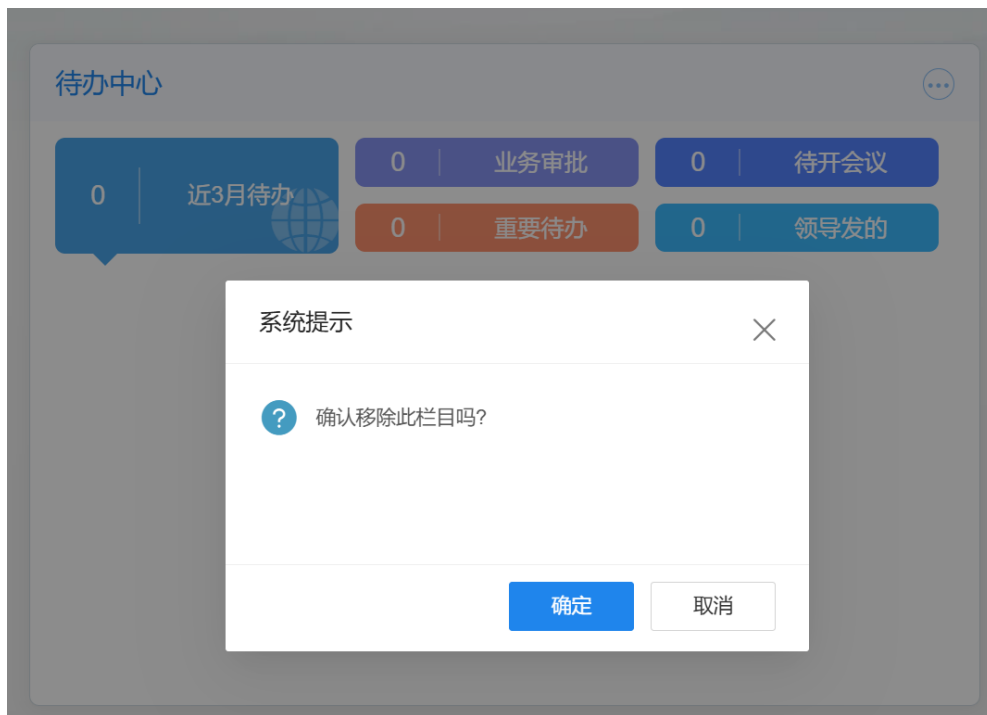 待办中心
0 近3月待办
0 业务审批
0 待开会议
0 重要待办
0 领导发的
系统提示
确认移除此栏目吗?
确定
取消